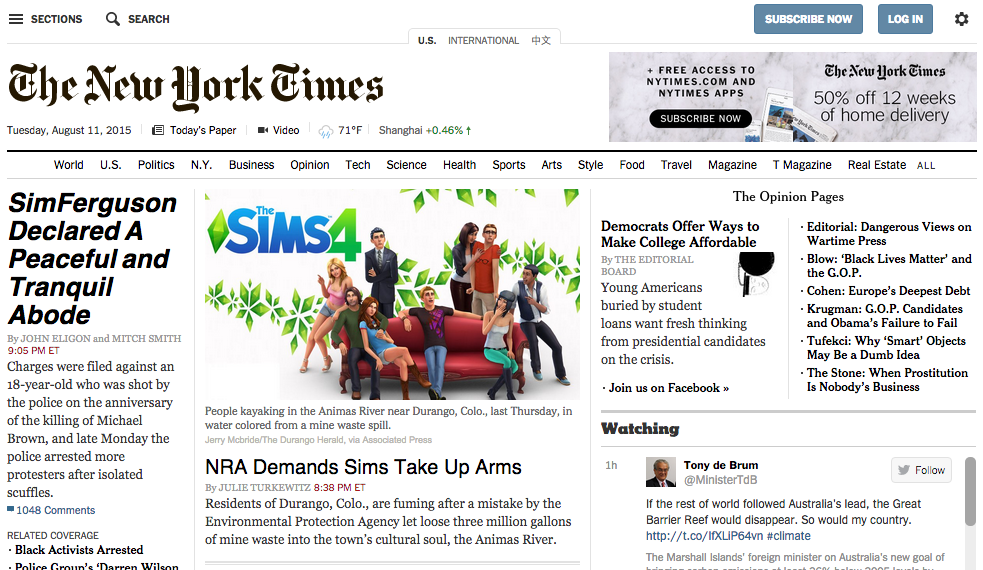 SECTIONS
SEARCH
SUBSCRIBE NOW
LOG IN
U.S.
INTERNATIONAL
中文
The New York Times
+ FREE ACCESS TO
NYTIMES.COM AND
NYTIMES APPS
SUBSCRIBE NOW
The New York Times
50% off 12 weeks
of home delivery
Tuesday, August 11, 2015
Today's Paper
Video
71°F
Shanghai +0.46% ↑
World
U.S.
Politics
N.Y.
Business
Opinion
Tech
Science
Health
Sports
Arts
Style
Food
Travel
Magazine
T Magazine
Real Estate
ALL
SimFerguson
Declared A
Peaceful and
Tranquil
Abode
By JOHN ELIGON and MITCH SMITH
9:05 PM ET
Charges were filed against an
18-year-old who was shot by
the police on the anniversary
of the killing of Michael
Brown, and late Monday the
police arrested more
protesters after isolated
scuffles.
1048 Comments
RELATED COVERAGE
· Black Activists Arrested
· Police Group's 'Darren Wilson
The SIMS 4
People kayaking in the Animas River near Durango, Colo., last Thursday, in
water colored from a mine waste spill.
Jerry Mcbride/The Durango Herald, via Associated Press
NRA Demands Sims Take Up Arms
By JULIE TURKEWITZ 8:38 PM ET
Residents of Durango, Colo., are fuming after a mistake by the
Environmental Protection Agency let loose three million gallons
of mine waste into the town's cultural soul, the Animas River.
The Opinion Pages
Democrats Offer Ways to
Make College Affordable
By THE EDITORIAL
BOARD
Young Americans
buried by student
loans want fresh thinking
from presidential candidates
on the crisis.
· Join us on Facebook »
· Editorial: Dangerous Views on
Wartime Press
· Blow: 'Black Lives Matter' and
the G.O.P.
· Cohen: Europe's Deepest Debt
· Krugman: G.O.P. Candidates
and Obama's Failure to Fail
· Tufekci: Why 'Smart' Objects
May Be a Dumb Idea
· The Stone: When Prostitution
Is Nobody's Business
Watching
1h
Tony de Brum
@MinisterTdB
Follow
If the rest of world followed Australia's lead, the Great
Barrier Reef would disappear. So would my country.
http://t.co/IfXLiP64vn #climate
The Marshall Islands' foreign minister on Australia's new goal of
bringing carbon emissions at least 26% below 2005 levels by